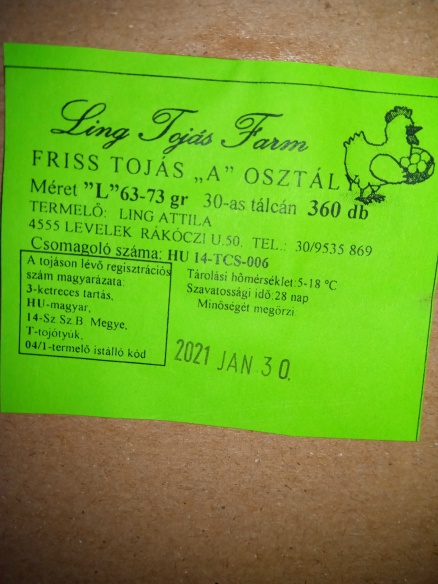 Ling Tojás Farm
FRISS TOJÁS „A” OSZTÁLY
Méret ”L”63-73 gr 30-as tálcán 360 db
TERMELŐ: LING ATTILA
4555 LEVELEK RÁKÓCZI U.50. TEL.: 30/9535 869
Csomagoló száma: HU 14-TCS-006
A tojáson lévő regisztrációs
szám magyarázata:
3-ketreces tartás,
HU-magyar,
14-Sz.Sz.B Megye,
T-tojótyúk,
04/1-termelő istálló kód
Tárolási hőmérséklet:5-18 °C
Szavatossági idő:28 nap
Minőségét megőrzi:
2021 JAN 30.